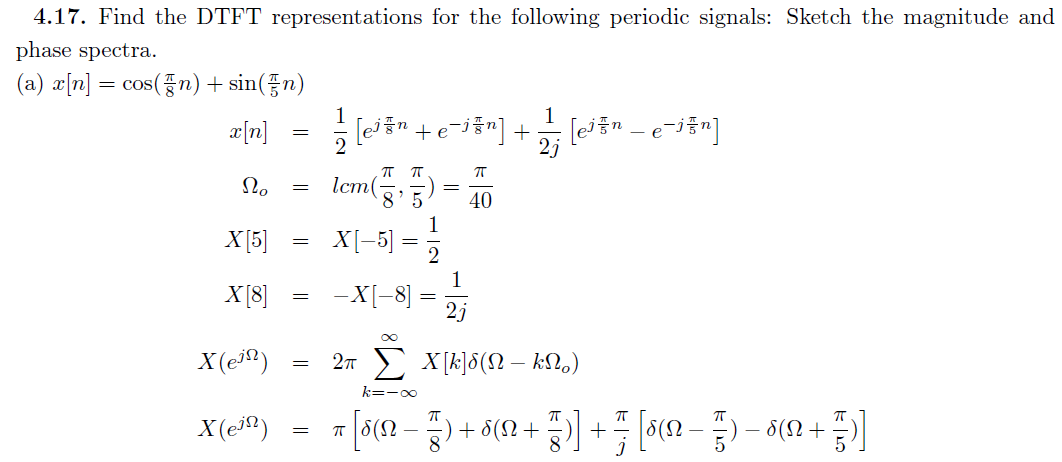 4.17. Find the DTFT representations for the following periodic signals: Sketch the magnitude and
phase spectra.
(a) x[n] = cos(π/8 n) + sin(π/5 n)
x[n] = 1/2 [e^{jπ/8 n} + e^{−jπ/8 n}] + 1/2j [e^{jπ/5 n} − e^{−jπ/5 n}]
Ω_o = lcm(π/8, π/5) = π/40
X[5] = X[−5] = 1/2
X[8] = −X[−8] = 1/2j
X(e^{jΩ}) = 2π ∑_{k=−∞}^{∞} X[k]δ(Ω − kΩ_o)
X(e^{jΩ}) = π [δ(Ω − π/8) + δ(Ω + π/8)] + π/j [δ(Ω − π/5) − δ(Ω + π/5)]